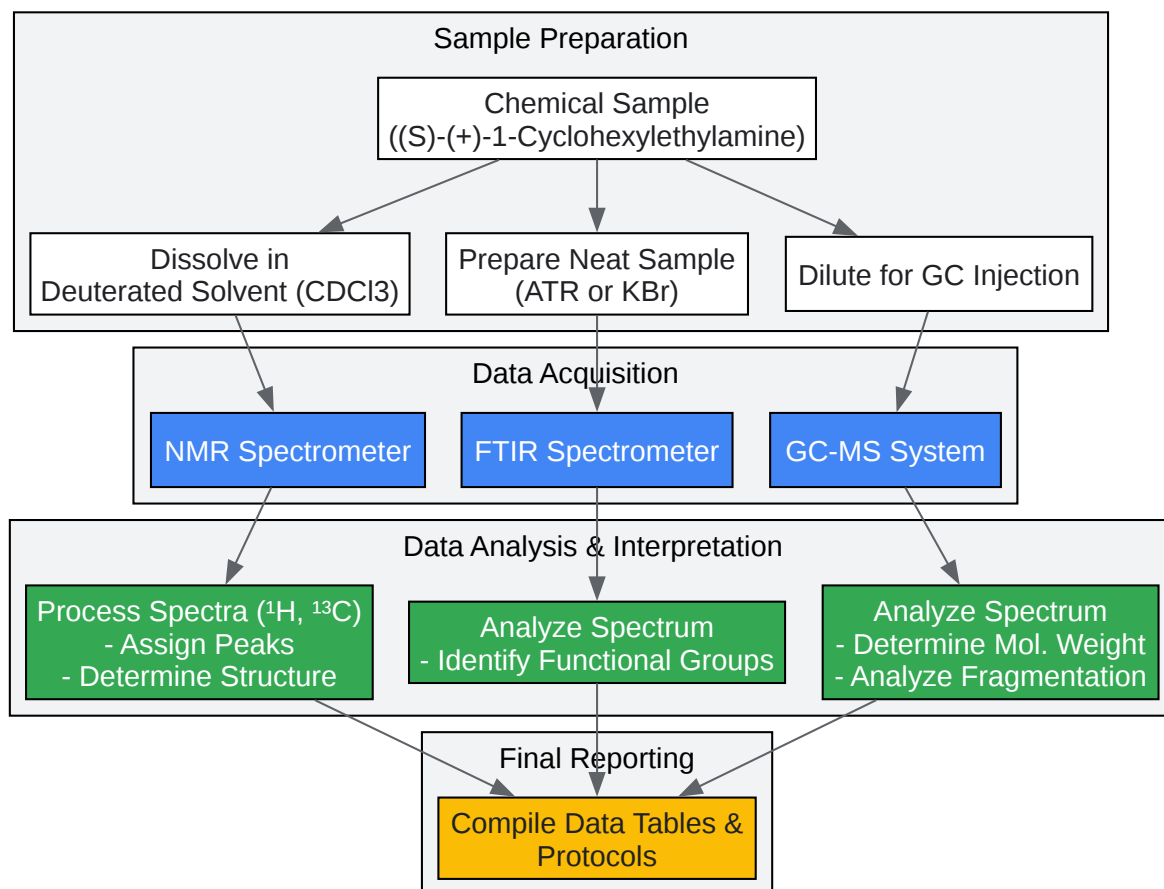 Sample Preparation
Chemical Sample
((S)-(+)-1-Cyclohexylethylamine)
Dissolve in
Deuterated Solvent (CDCl3)
Prepare Neat Sample
(ATR or KBr)
Dilute for GC Injection
Data Acquisition
NMR Spectrometer
FTIR Spectrometer
GC-MS System
Data Analysis & Interpretation
Process Spectra (¹H, ¹³C)
- Assign Peaks
- Determine Structure
Analyze Spectrum
- Identify Functional Groups
Analyze Spectrum
- Determine Mol. Weight
- Analyze Fragmentation
Final Reporting
Compile Data Tables &
Protocols